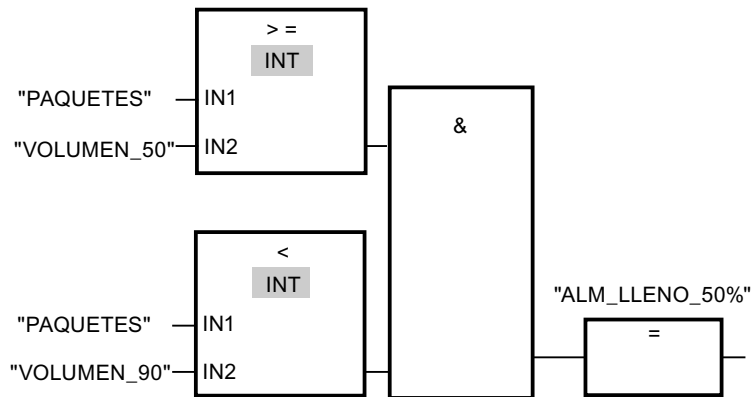 > =
INT
"PAQUETES" IN1
"VOLUMEN_50" IN2
&
<
INT
"PAQUETES" IN1
"VOLUMEN_90" IN2
"ALM_LLENO_50%"
=